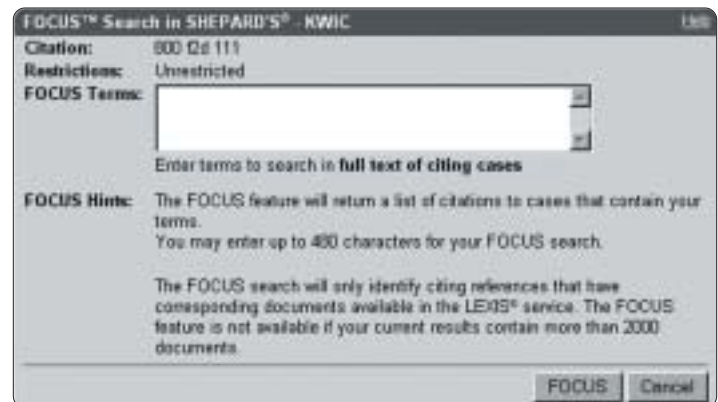 FOCUS™ Search in SHEPARD'S® - KWIC Help
Citation: 800 f2d 111
Restrictions: Unrestricted
FOCUS Terms:
Enter terms to search in full text of citing cases
FOCUS Hints: The FOCUS feature will return a list of citations to cases that contain your
terms.
You may enter up to 480 characters for your FOCUS search.
The FOCUS search will only identify citing references that have
corresponding documents available in the LEXIS® service. The FOCUS
feature is not available if your current results contain more than 2000
documents.
FOCUS Cancel